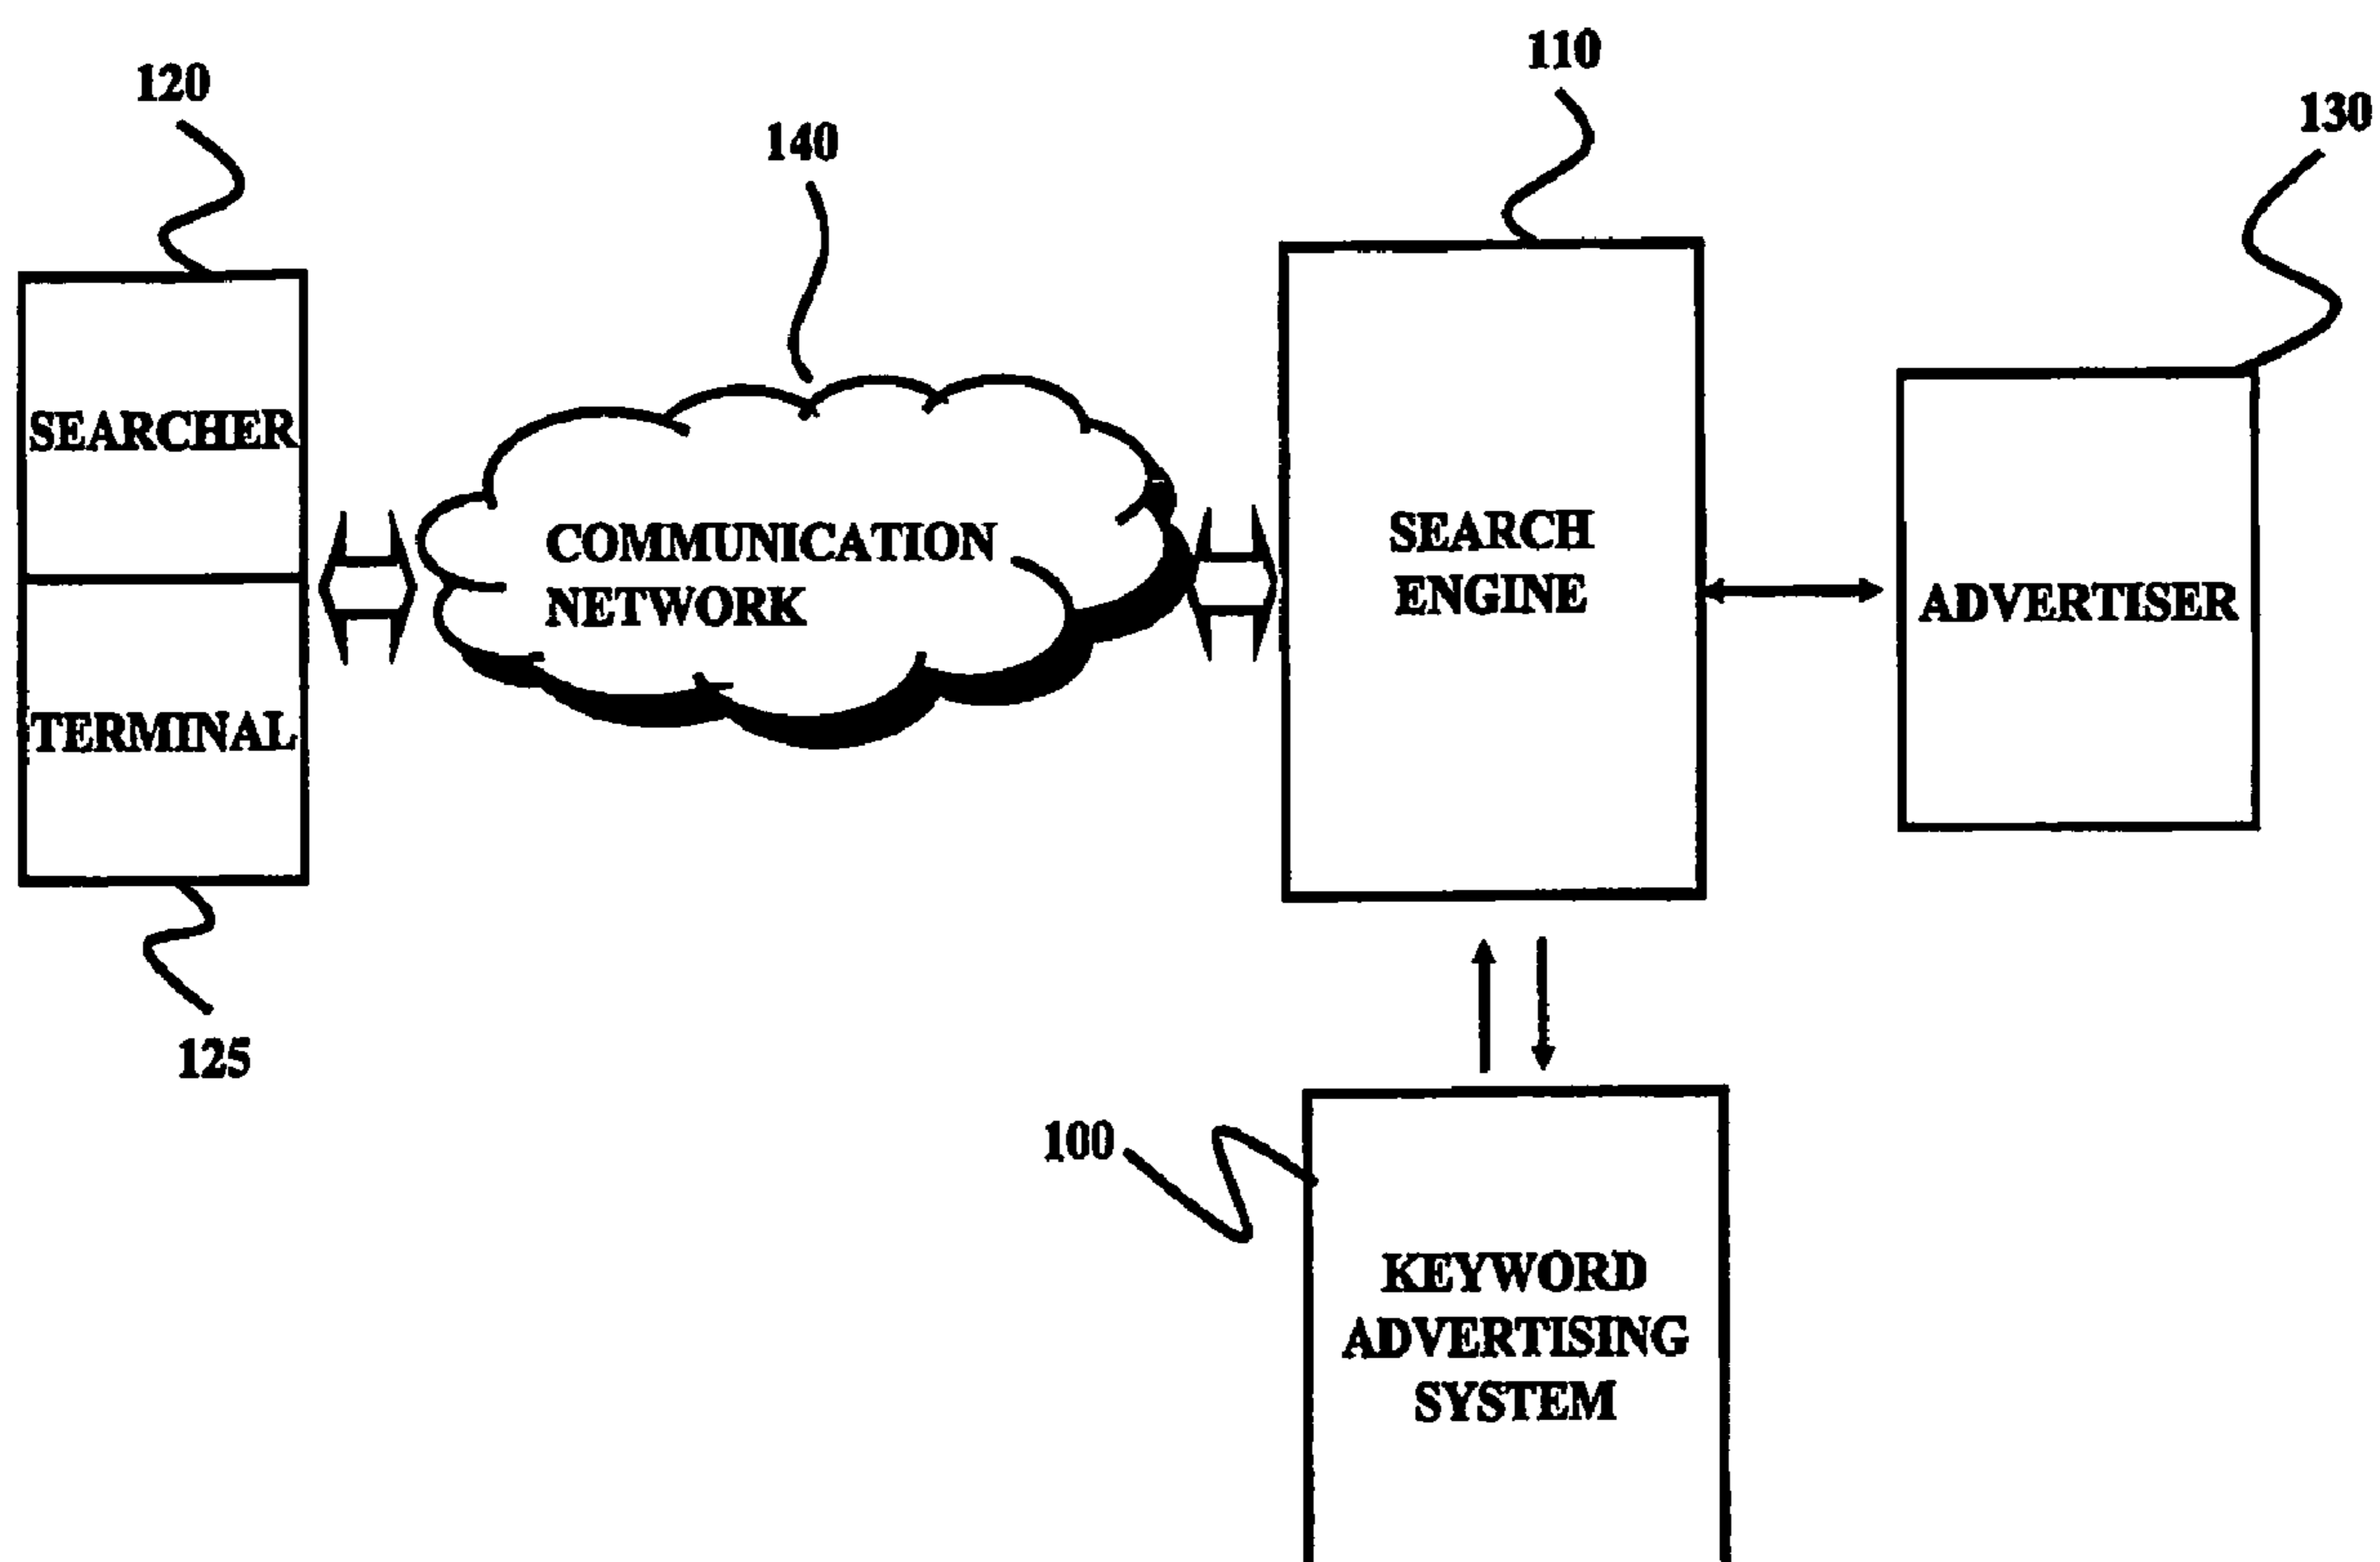 120
140
110
130
SEARCHER
TERMINAL
COMMUNICATION
NETWORK
SEARCH
ENGINE
ADVERTISER
125
100
KEYWORD
ADVERTISING
SYSTEM